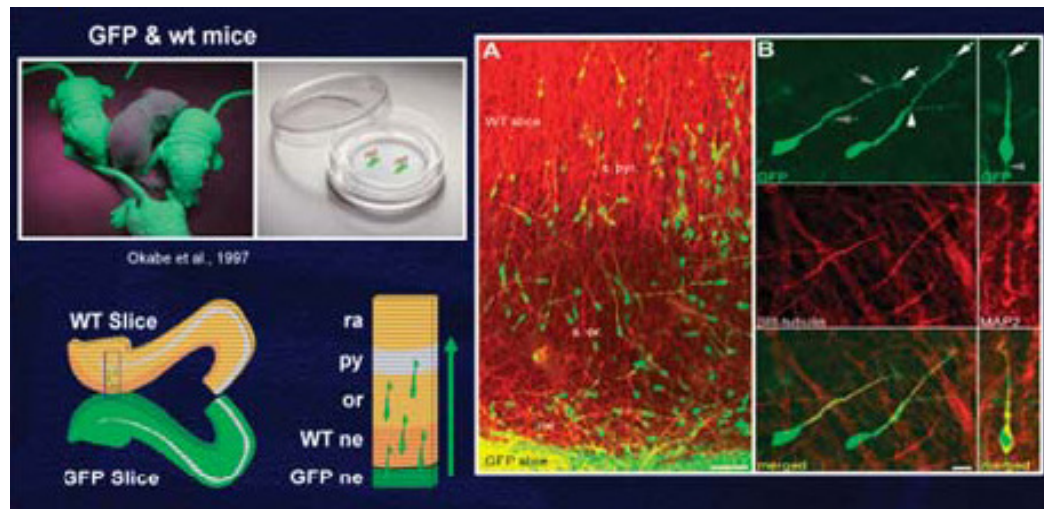 GFP & wt mice
Okabe et al., 1997
WT Slice
GFP Slice
ra
py
or
WT ne
GFP ne
A
WT slice
s. pyr
s. or
GFP slice
B
GFP
GFP
βIII-tubulin
MAP2
merged
merged